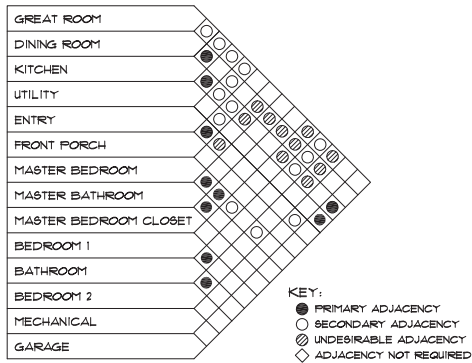 GREAT ROOM
DINING ROOM
KITCHEN
UTILITY
ENTRY
FRONT PORCH
MASTER BEDROOM
MASTER BATHROOM
MASTER BEDROOM CLOSET
BEDROOM 1
BATHROOM
BEDROOM 2
MECHANICAL
GARAGE
KEY:
PRIMARY ADJACENCY
SECONDARY ADJACENCY
UNDESIRABLE ADJACENCY
ADJACENCY NOT REQUIRED